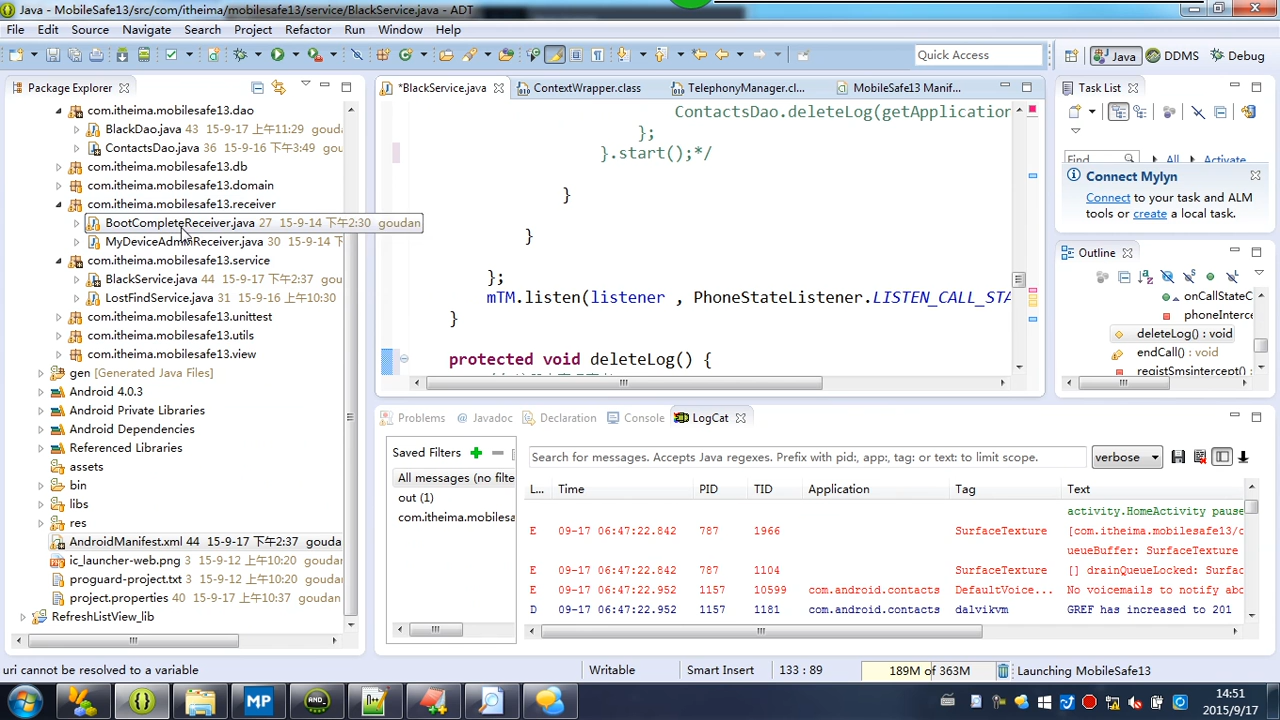 Java - MobileSafe13/src/com/itheima/mobilesafe13/service/BlackService.java - ADT
File Edit Source Navigate Search Project Refactor Run Window Help
Quick Access
Java
DDMS
Debug
Package Explorer
com.itheima.mobilesafe13.dao
BlackDao.java 43 15-9-17 上午11:29 gouda
ContactsDao.java 36 15-9-16 下午3:49 goud
com.itheima.mobilesafe13.db
com.itheima.mobilesafe13.domain
com.itheima.mobilesafe13.receiver
BootCompleteReceiver.java 27 15-9-14 下午2:30 goudan
MyDeviceAdminReceiver.java 30 15-9-14 下
com.itheima.mobilesafe13.service
BlackService.java 44 15-9-17 下午2:37 goud
LostFindService.java 31 15-9-16 上午10:30
com.itheima.mobilesafe13.unittest
com.itheima.mobilesafe13.utils
com.itheima.mobilesafe13.view
gen [Generated Java Files]
Android 4.0.3
Android Private Libraries
Android Dependencies
Referenced Libraries
assets
bin
libs
res
AndroidManifest.xml 44 15-9-17 下午2:37 gouda
ic_launcher-web.png 3 15-9-12 上午10:20
proguard-project.txt 3 15-9-12 上午10:20
project.properties 40 15-9-17 上午10:37
RefreshListView_lib
*BlackService.java
ContextWrapper.class
TelephonyManager.cl...
MobileSafe13 Manif...
ContactsDao.deleteLog(getApplication
};
}.start();*/
}
}
};
mTM.listen(listener , PhoneStateListener.LISTEN_CALL_STA
}
protected void deleteLog() {
Task List
Find
All
Activate...
Connect Mylyn
Connect to your task and ALM
tools or create a local task.
Outline
onCallStateC
phoneInterc
deleteLog() : void
endCall() : void
registSmsintercept
Problems
Javadoc
Declaration
Console
LogCat
Saved Filters
All messages (no filte
out (1)
com.itheima.mobilesa
Search for messages. Accepts Java regexes. Prefix with pid:, app:, tag: or text: to limit scope.
verbose
L... Time PID TID Application Tag Text
activity.HomeActivity pause
E 09-17 06:47:22.842 787 1966 SurfaceTexture [com.itheima.mobilesafe13/c
ueueBuffer: SurfaceTexture
E 09-17 06:47:22.842 787 1104 SurfaceTexture [] drainQueueLocked: Surfac
E 09-17 06:47:22.952 1157 10599 com.android.contacts DefaultVoice... No voicemails to notify abo
D 09-17 06:47:22.952 1157 1181 com.android.contacts dalvikvm GREF has increased to 201
uri cannot be resolved to a variable
Writable
Smart Insert
133 : 89
189M of 363M
Launching MobileSafe13
MP
14:51
2015/9/17